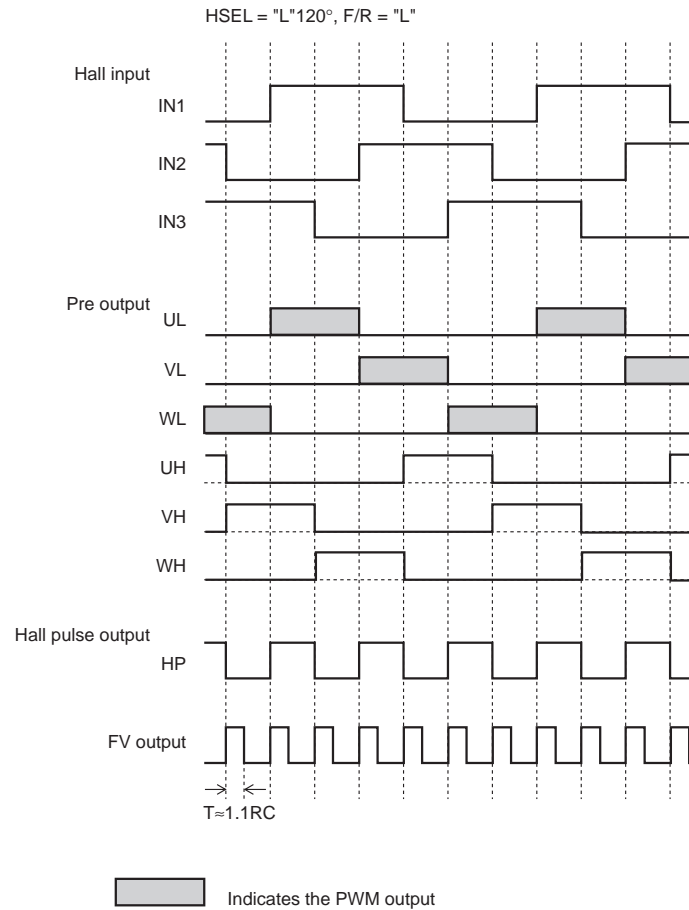 HSEL = "L"120°, F/R = "L"
Hall input
IN1
IN2
IN3
Pre output
UL
VL
WL
UH
VH
WH
Hall pulse output
HP
FV output
T≈1.1RC
Indicates the PWM output